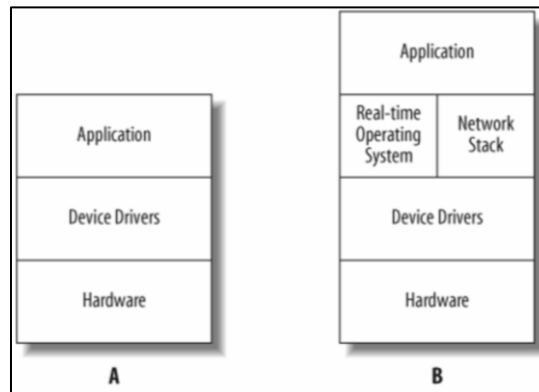 Application
Device Drivers
Hardware
A
Application
Real-time
Operating
System
Network
Stack
Device Drivers
Hardware
B